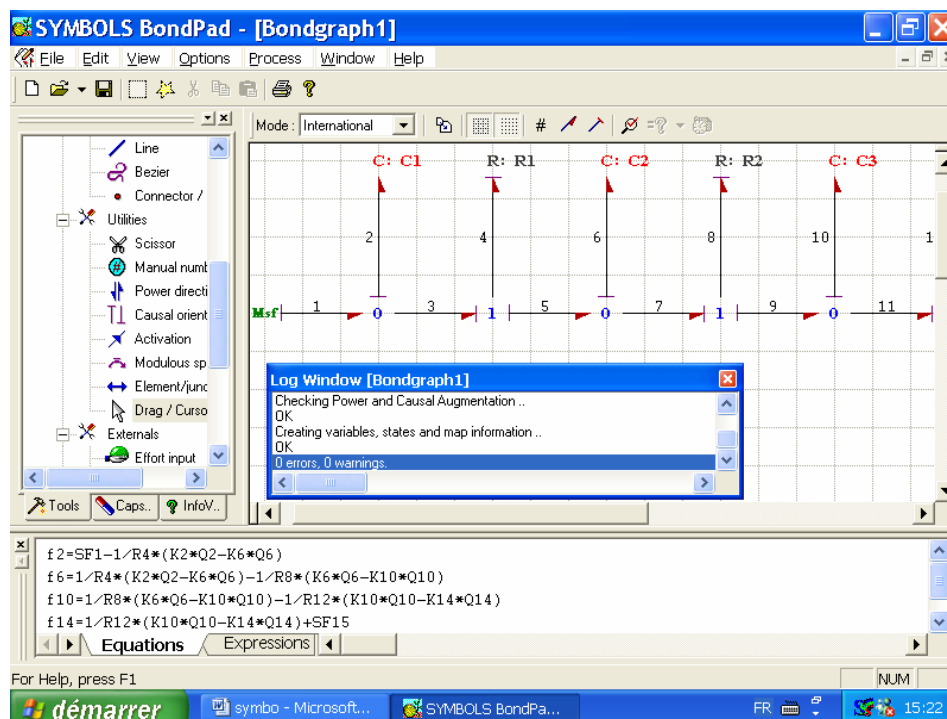 SYMBOLS BondPad - [Bondgraph1]
File Edit View Options Process Window Help
Mode : International
Line
Bezier
Connector /
Utilities
Scissor
Manual numb
Power directi
Causal orient
Activation
Modulous sp
Element/junc
Drag / Curso
Externals
Effort input
Tools Caps.. InfoV..
C: C1 R: R1 C: C2 R: R2 C: C3
2 4 6 8 10 1
Msf 1 0 3 1 5 0 7 1 9 0 11
Log Window [Bondgraph1]
Checking Power and Causal Augmentation ..
OK
Creating variables, states and map information ..
OK
0 errors, 0 warnings.
f2=SF1-1/R4*(K2*Q2-K6*Q6)
f6=1/R4*(K2*Q2-K6*Q6)-1/R8*(K6*Q6-K10*Q10)
f10=1/R8*(K6*Q6-K10*Q10)-1/R12*(K10*Q10-K14*Q14)
f14=1/R12*(K10*Q10-K14*Q14)+SF15
Equations Expressions
For Help, press F1 NUM
démarrer symbo - Microsoft... SYMBOLS BondPa... FR 15:22